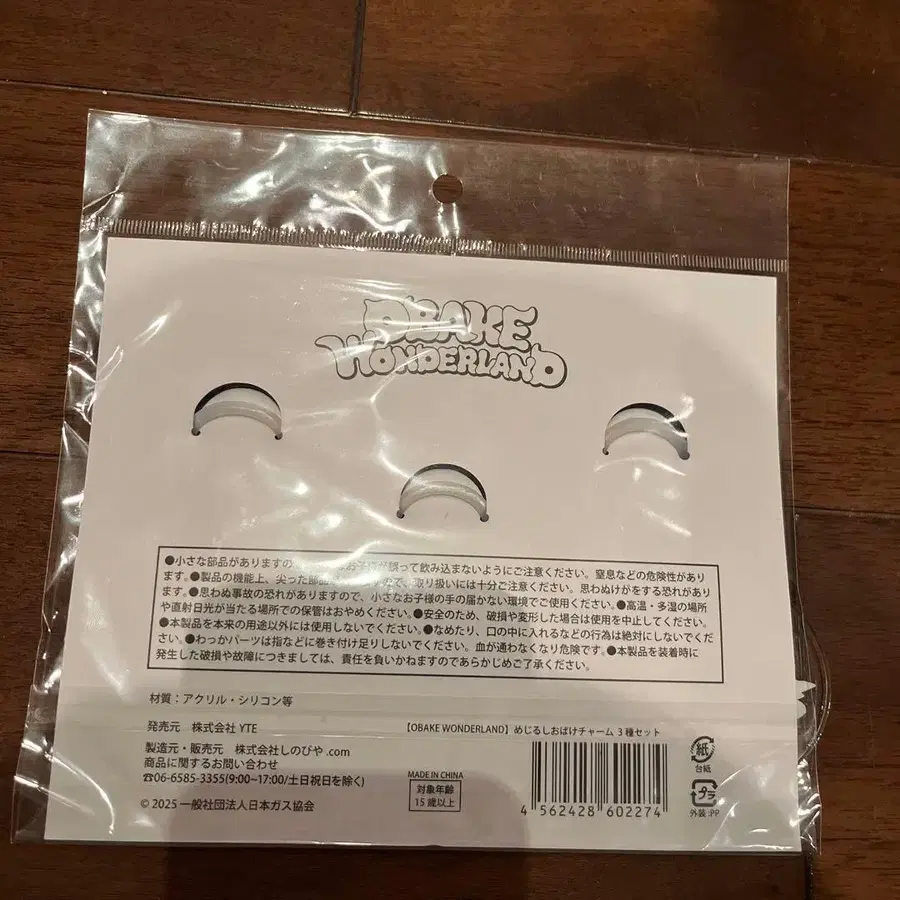 OBAKE
WONDERLAND
●小さな部品がありますの お子様が誤って飲み込まないようにご注意ください。窒息などの危険性があり
ます。●製品の機能上、尖った部品 ので、取り扱いには十分ご注意ください。思わぬけがをする恐れがあり
ます。●思わぬ事故の恐れがありますので、小さなお子様の手の届かない環境でご使用ください。●高温・多湿の場所
や直射日光が当たる場所での保管はおやめください。●安全のため、破損や変形した場合は使用を中止してください。
●本製品を本来の用途以外には使用しないでください。●なめたり、口の中に入れるなどの行為は絶対にしないでくださ
い。●わっかパーツは指などに巻き付け足りしないでください。血が通わなくなり危険です。●本製品を装着時に
発生した破損や故障につきましては、責任を負いかねますのであらかじめご了承ください。
材質：アクリル・シリコン等
発売元 株式会社 YTE
【OBAKE WONDERLAND】めじるしおばけチャーム 3 種セット
製造元・販売元 株式会社しのびや .com
商品に関するお問い合わせ
☎06-6585-3355(9:00~17:00/土日祝日を除く)
© 2025 一般社団法人日本ガス協会
MADE IN CHINA
対象年齢
15 歳以上
4 562428 602274
紙
台紙
プラ
外装:PP